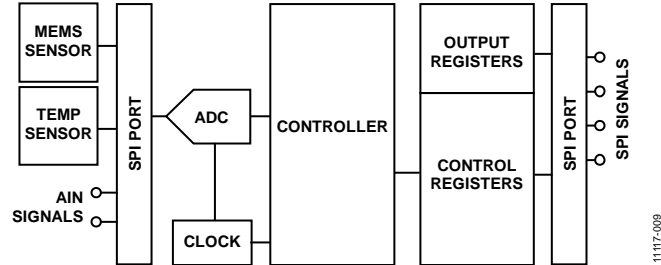 MEMS
SENSOR
TEMP
SENSOR
AIN
SIGNALS
SPI PORT
ADC
CLOCK
CONTROLLER
OUTPUT
REGISTERS
CONTROL
REGISTERS
SPI PORT
SPI SIGNALS
11117-009